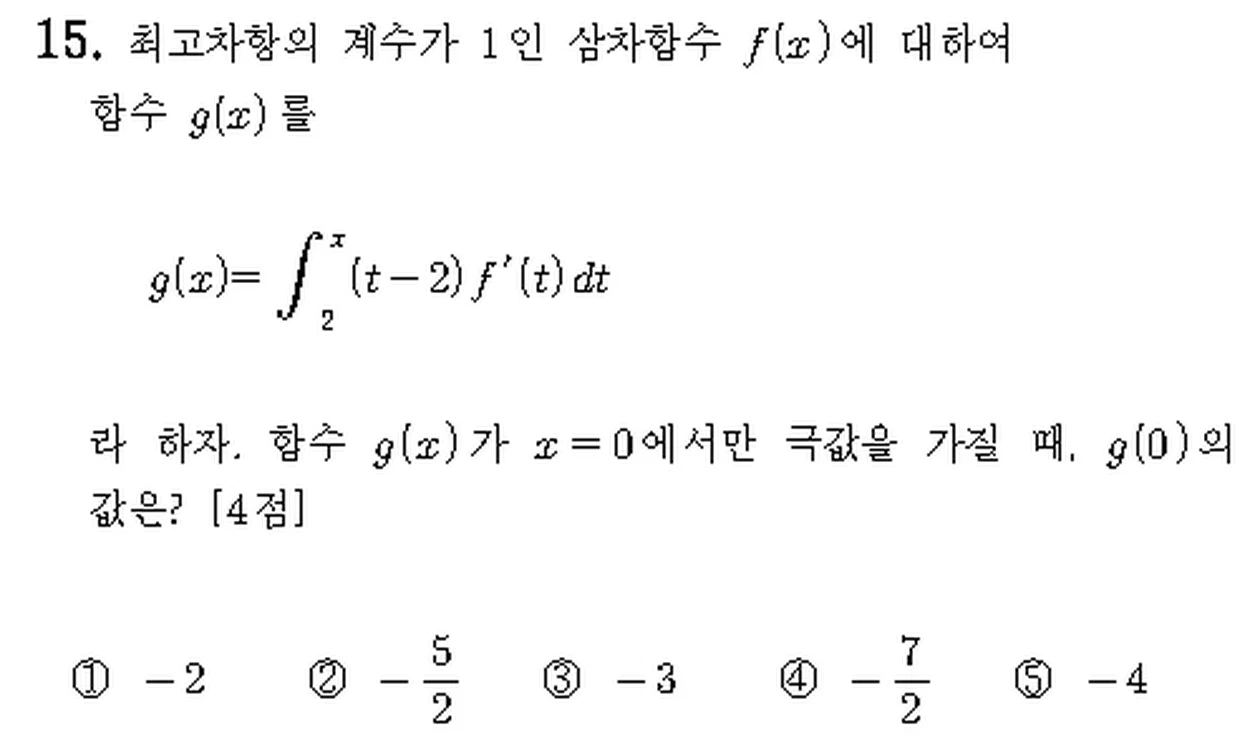 15. 최고차항의 계수가 1인 삼차함수 f(x)에 대하여
함수 g(x)를
g(x)=∫_2^x (t−2)f′(t)dt
라 하자. 함수 g(x)가 x=0에서만 극값을 가질 때, g(0)의
값은? [4점]
① −2 ② −5/2 ③ −3 ④ −7/2 ⑤ −4